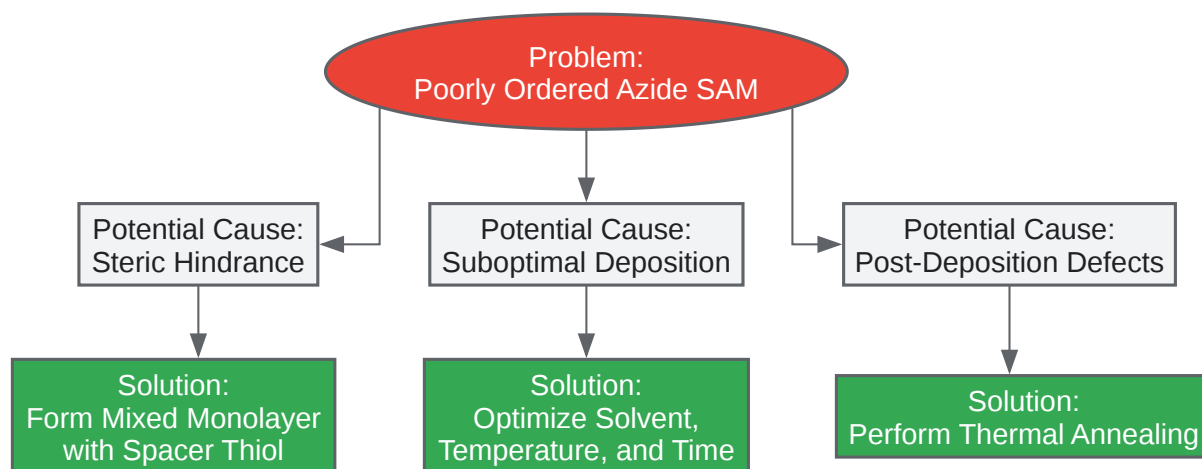 Problem:
Poorly Ordered Azide SAM
Potential Cause:
Steric Hindrance
Potential Cause:
Suboptimal Deposition
Potential Cause:
Post-Deposition Defects
Solution:
Form Mixed Monolayer
with Spacer Thiol
Solution:
Optimize Solvent,
Temperature, and Time
Solution:
Perform Thermal Annealing